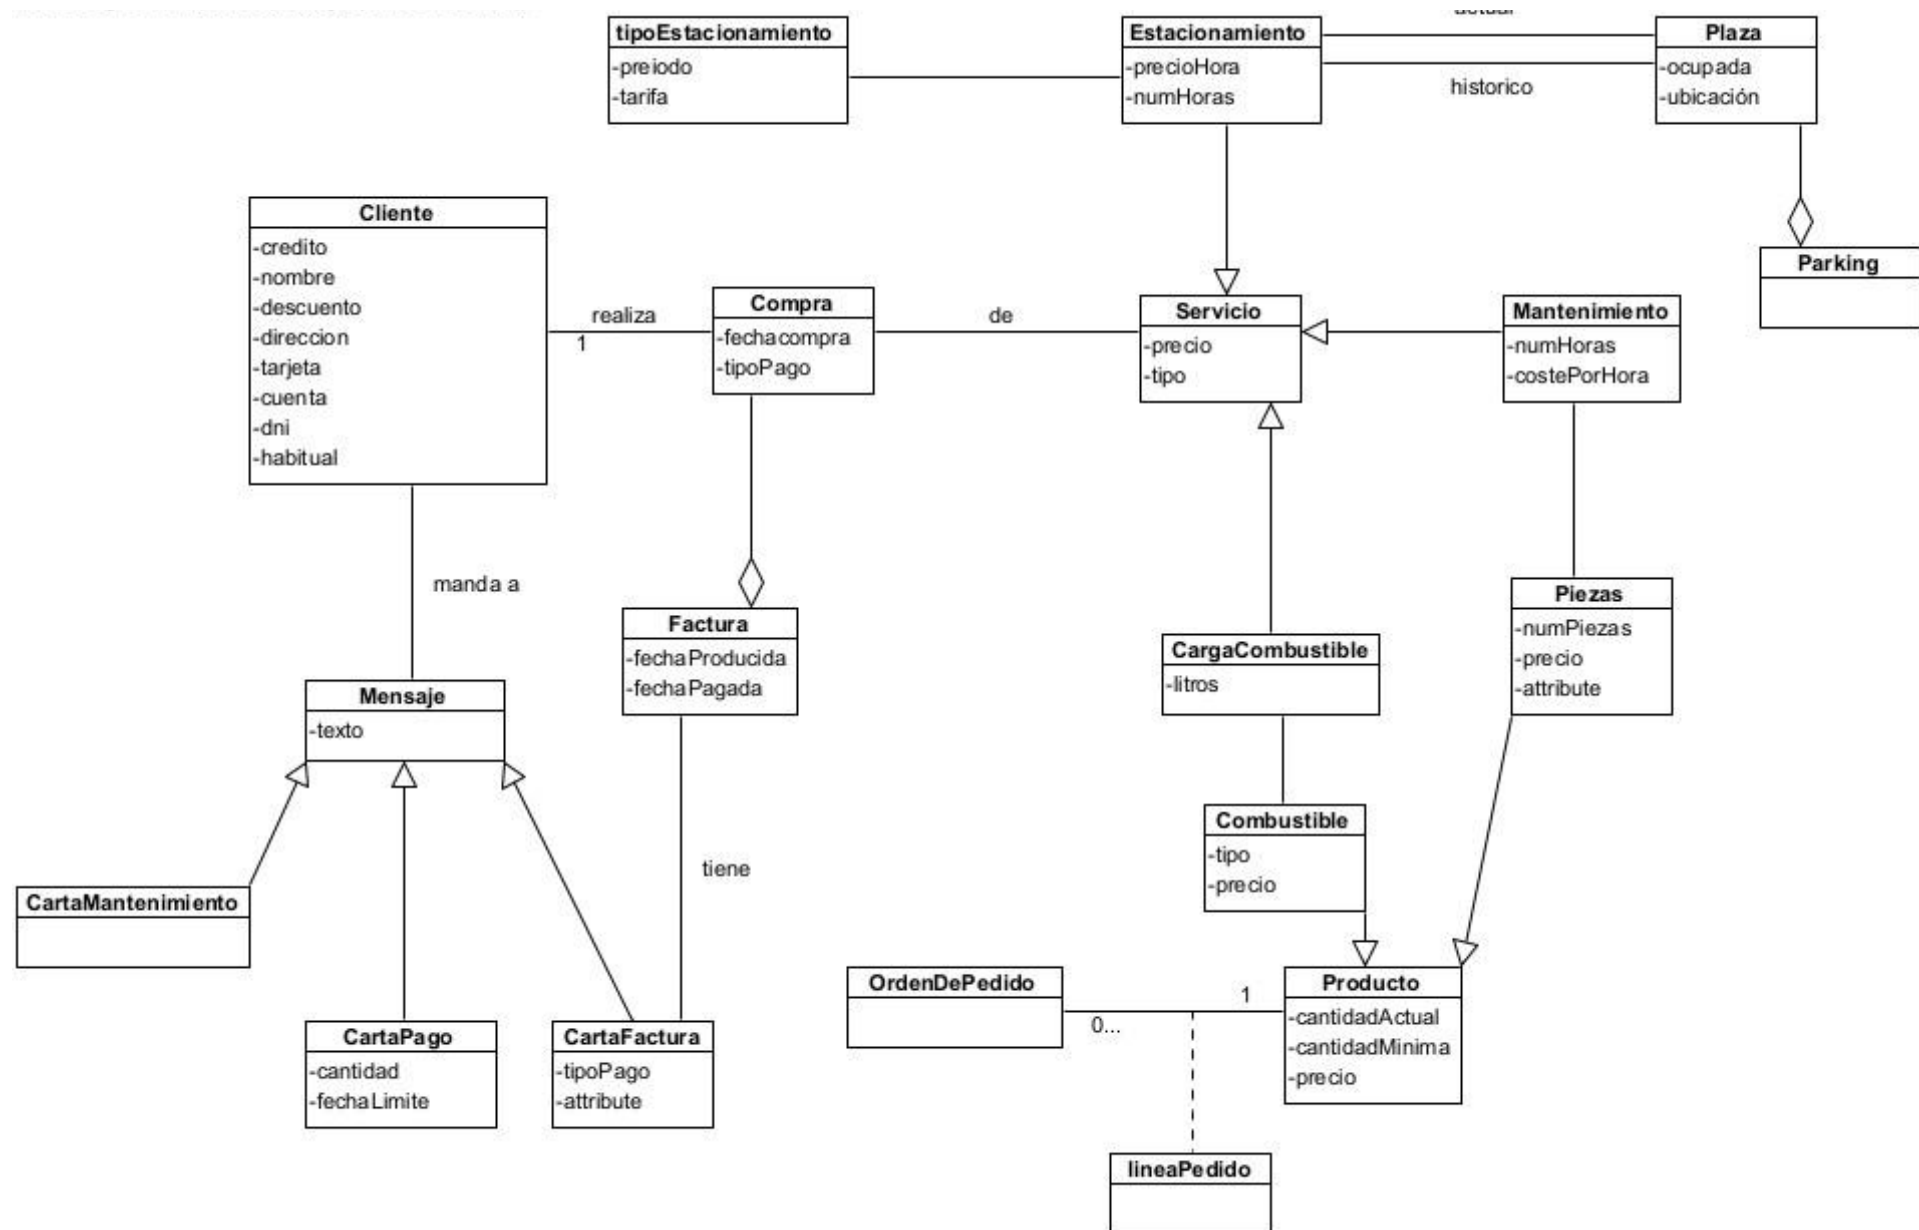 tipoEstacionamiento
-preiodo
-tarifa
Estacionamiento
-precioHora
-numHoras
historico
Plaza
-ocupada
-ubicación
Cliente
-credito
-nombre
-descuento
-direccion
-tarjeta
-cuenta
-dni
-habitual
realiza
1
Compra
-fechacompra
-tipoPago
de
Servicio
-precio
-tipo
Mantenimiento
-numHoras
-costePorHora
Parking
manda a
Mensaje
-texto
Factura
-fechaProducida
-fechaPagada
CargaCombustible
-litros
Piezas
-numPiezas
-precio
-attribute
tiene
Combustible
-tipo
-precio
CartaMantenimiento
CartaPago
-cantidad
-fechaLimite
CartaFactura
-tipoPago
-attribute
OrdenDePedido
0...
1
Producto
-cantidadActual
-cantidadMinima
-precio
lineaPedido